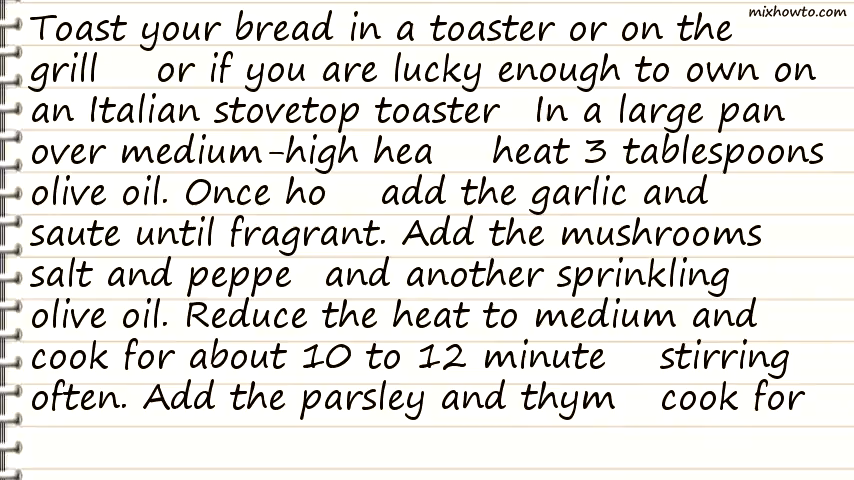 mixhowto.com
Toast your bread in a toaster or on the
grill or if you are lucky enough to own on
an Italian stovetop toaster In a large pan
over medium-high hea heat 3 tablespoons
olive oil. Once ho add the garlic and
saute until fragrant. Add the mushrooms
salt and peppe and another sprinkling
olive oil. Reduce the heat to medium and
cook for about 10 to 12 minute stirring
often. Add the parsley and thym cook for